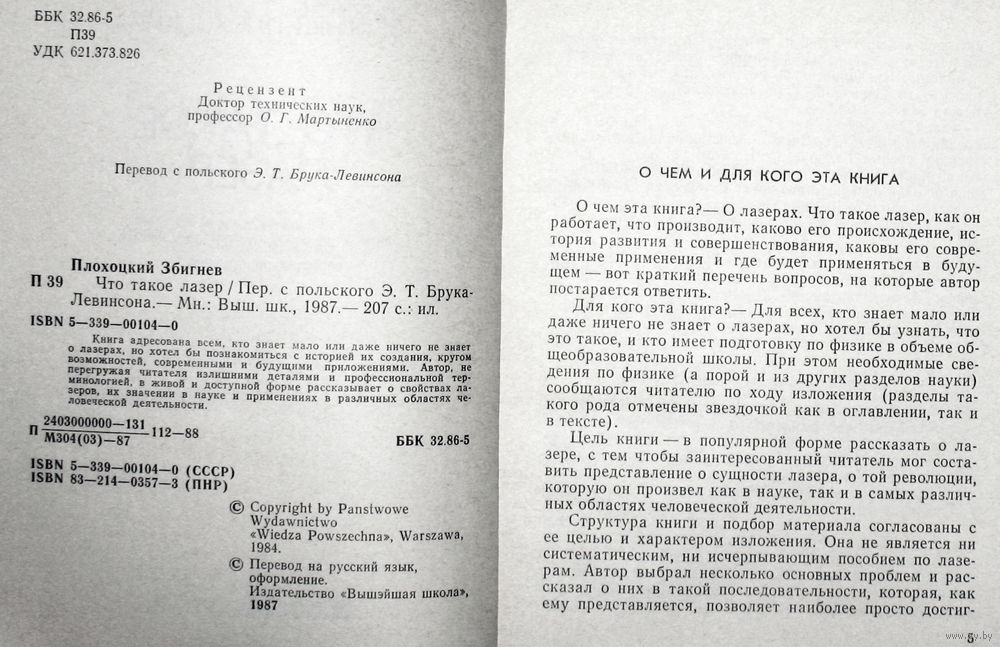 ББК 32.86-5
П39
УДК 621.373.826
Рецензент
Доктор технических наук,
профессор О. Г. Мартыненко
Перевод с польского Э. Т. Брука-Левинсона
Плохоцкий Збигнев
П 39 Что такое лазер / Пер. с польского Э. Т. Брука-
Левинсона.— Мн.: Выш. шк., 1987.— 207 с.: ил.
ISBN 5—339—00104—0
Книга адресована всем, кто знает мало или даже ничего не знает
о лазерах, но хотел бы познакомиться с историей их создания, кругом
возможностей, современными и будущими приложениями. Автор, не
перегружая читателя излишними деталями и профессиональной тер-
минологией, в живой и доступной форме рассказывает о свойствах ла-
зеров, их значении в науке и применениях в различных областях че-
ловеческой деятельности.
П 2403000000—131
М304(03)—87 112—88
ББК 32.86-5
ISBN 5—339—00104—0 (СССР)
ISBN 83—214—0357—3 (ПНР)
© Copyright by Panstwowe
Wydawnictwo
«Wiedza Powszechna», Warszawa,
1984.
© Перевод на русский язык,
оформление.
Издательство «Вышэйшая школа»,
1987
О ЧЕМ И ДЛЯ КОГО ЭТА КНИГА
О чем эта книга?— О лазерах. Что такое лазер, как он
работает, что производит, каково его происхождение, ис-
тория развития и совершенствования, каковы его совре-
менные применения и где будет применяться в буду-
щем — вот краткий перечень вопросов, на которые автор
постарается ответить.
Для кого эта книга?— Для всех, кто знает мало или
даже ничего не знает о лазерах, но хотел бы узнать, что
это такое, и кто имеет подготовку по физике в объеме об-
щеобразовательной школы. При этом необходимые све-
дения по физике (а порой и из других разделов науки)
сообщаются читателю по ходу изложения (разделы та-
кого рода отмечены звездочкой как в оглавлении, так и
в тексте).
Цель книги — в популярной форме рассказать о ла-
зере, с тем чтобы заинтересованный читатель мог соста-
вить представление о сущности лазера, о той революции,
которую он произвел как в науке, так и в самых различ-
ных областях человеческой деятельности.
Структура книги и подбор материала согласованы с
ее целью и характером изложения. Она не является ни
систематическим, ни исчерпывающим пособием по лазе-
рам. Автор выбрал несколько основных проблем и рас-
сказал о них в такой последовательности, которая, как
ему представляется, позволяет наиболее просто достиг-
5
www.ay.by